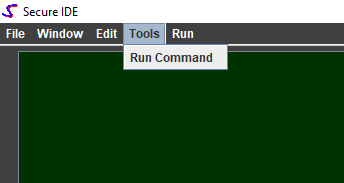 Secure IDE
File Window Edit Tools Run
Run Command